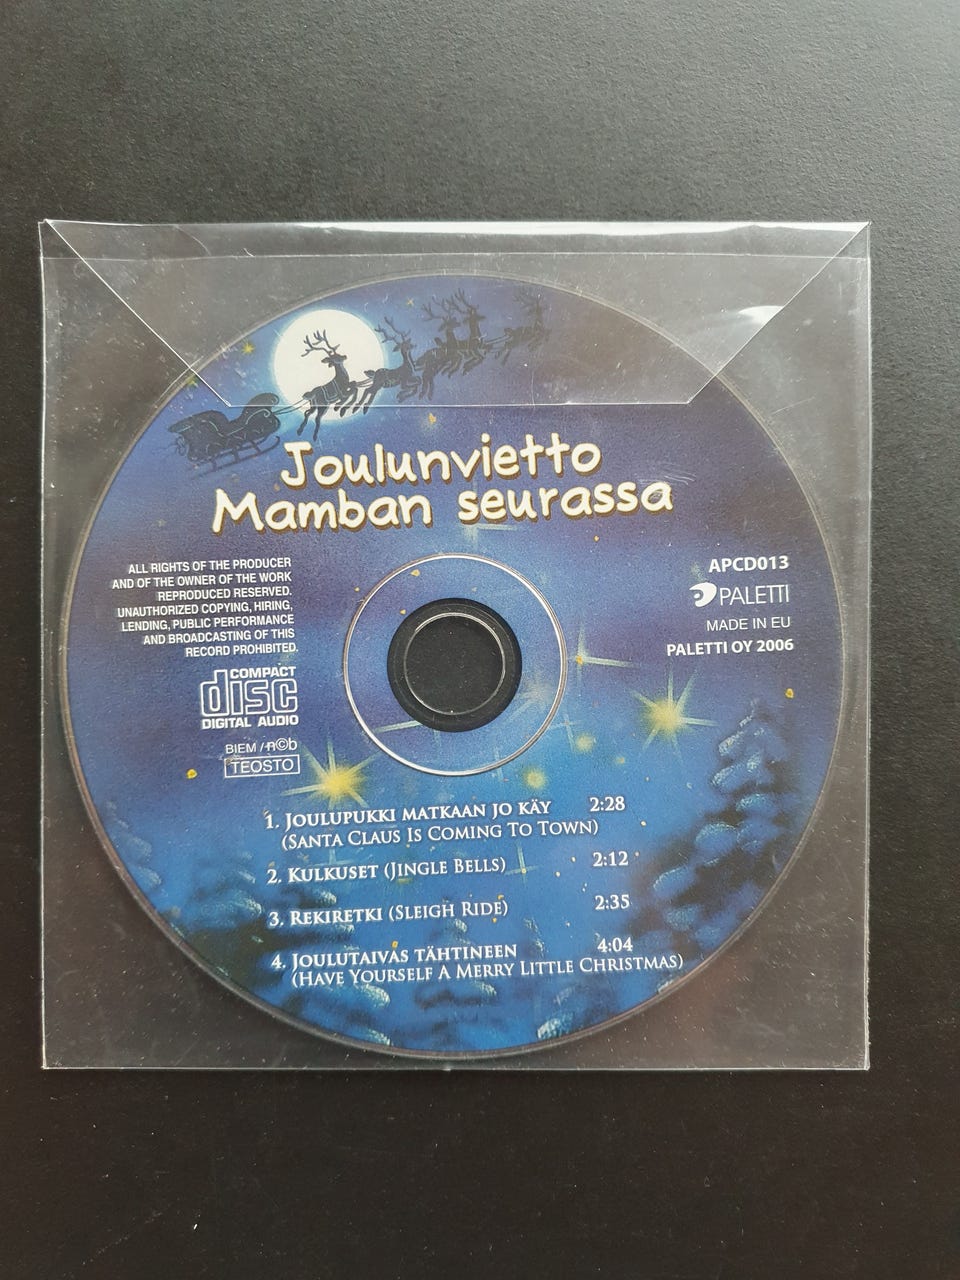 Joulunvietto
Mamban seurassa
ALL RIGHTS OF THE PRODUCER
AND OF THE OWNER OF THE WORK
REPRODUCED RESERVED.
UNAUTHORIZED COPYING, HIRING,
LENDING, PUBLIC PERFORMANCE
AND BROADCASTING OF THIS
RECORD PROHIBITED.
COMPACT
disc
DIGITAL AUDIO
BIEM / n©b
TEOSTO
APCD013
PALETTI
MADE IN EU
PALETTI OY 2006
1. JOULUPUKKI MATKAAN JO KÄY 2:28
(SANTA CLAUS IS COMING TO TOWN)
2. KULKUSET (JINGLE BELLS) 2:12
3. REKIRETKI (SLEIGH RIDE) 2:35
4. JOULUTAIVAS TÄHTINEEN 4:04
(HAVE YOURSELF A MERRY LITTLE CHRISTMAS)